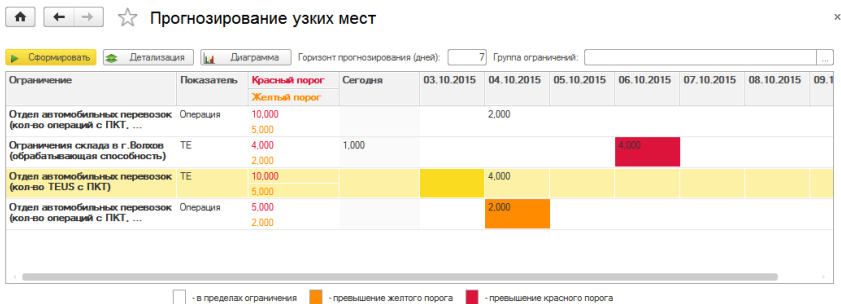 Прогнозирование узких мест
Сформировать Детализация Диаграмма Горизонт прогнозирования (дней): 7 Группа ограничений: ...
Ограничение Показатель Красный порог Сегодня 03.10.2015 04.10.2015 05.10.2015 06.10.2015 07.10.2015 08.10.2015 09.1
Желтый порог
Отдел автомобильных перевозок Операция 10,000 2,000
(кол-во операций с ПКТ, ... 5,000
Ограничения склада в г.Волхов ТЕ 4,000 1,000 4,000
(обрабатывающая способность) 2,000
Отдел автомобильных перевозок ТЕ 10,000 4,000
(кол-во TEUS с ПКТ) 5,000
Отдел автомобильных перевозок Операция 5,000 2,000
(кол-во операций с ПКТ, ... 2,000
- в пределах ограничения - превышение желтого порога - превышение красного порога